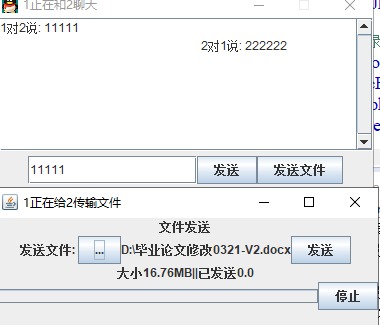 1正在和2聊天
1对2说: 11111
2对1说: 222222
11111 发送 发送文件
1正在给2传输文件
文件发送
发送文件: ... D:\毕业论文修改0321-V2.docx 发送
大小16.76MB||已发送0.0
停止